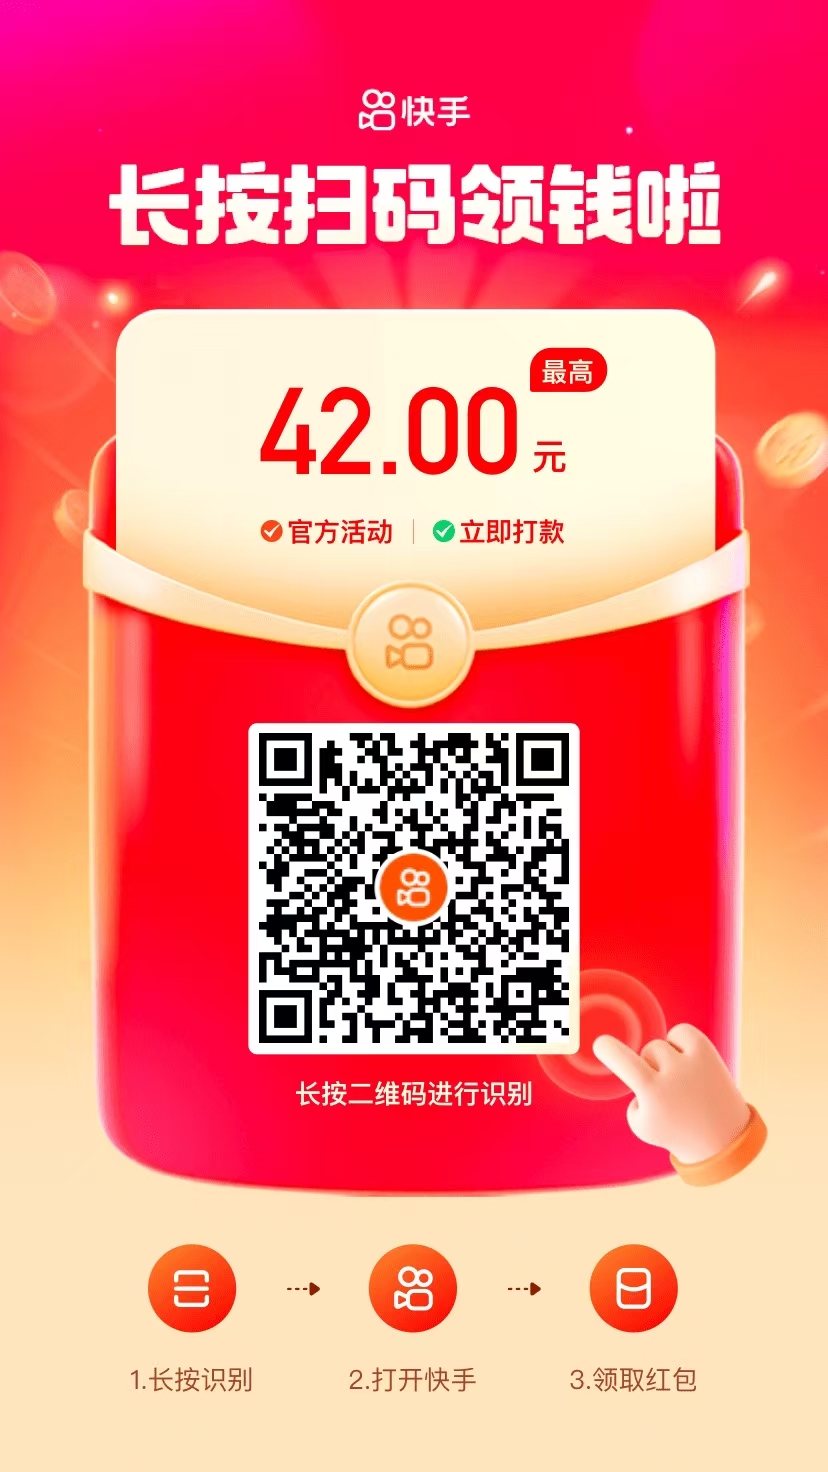 快手
长按扫码领钱啦
最高
42.00元
官方活动 立即打款
长按二维码进行识别
1.长按识别 2.打开快手 3.领取红包